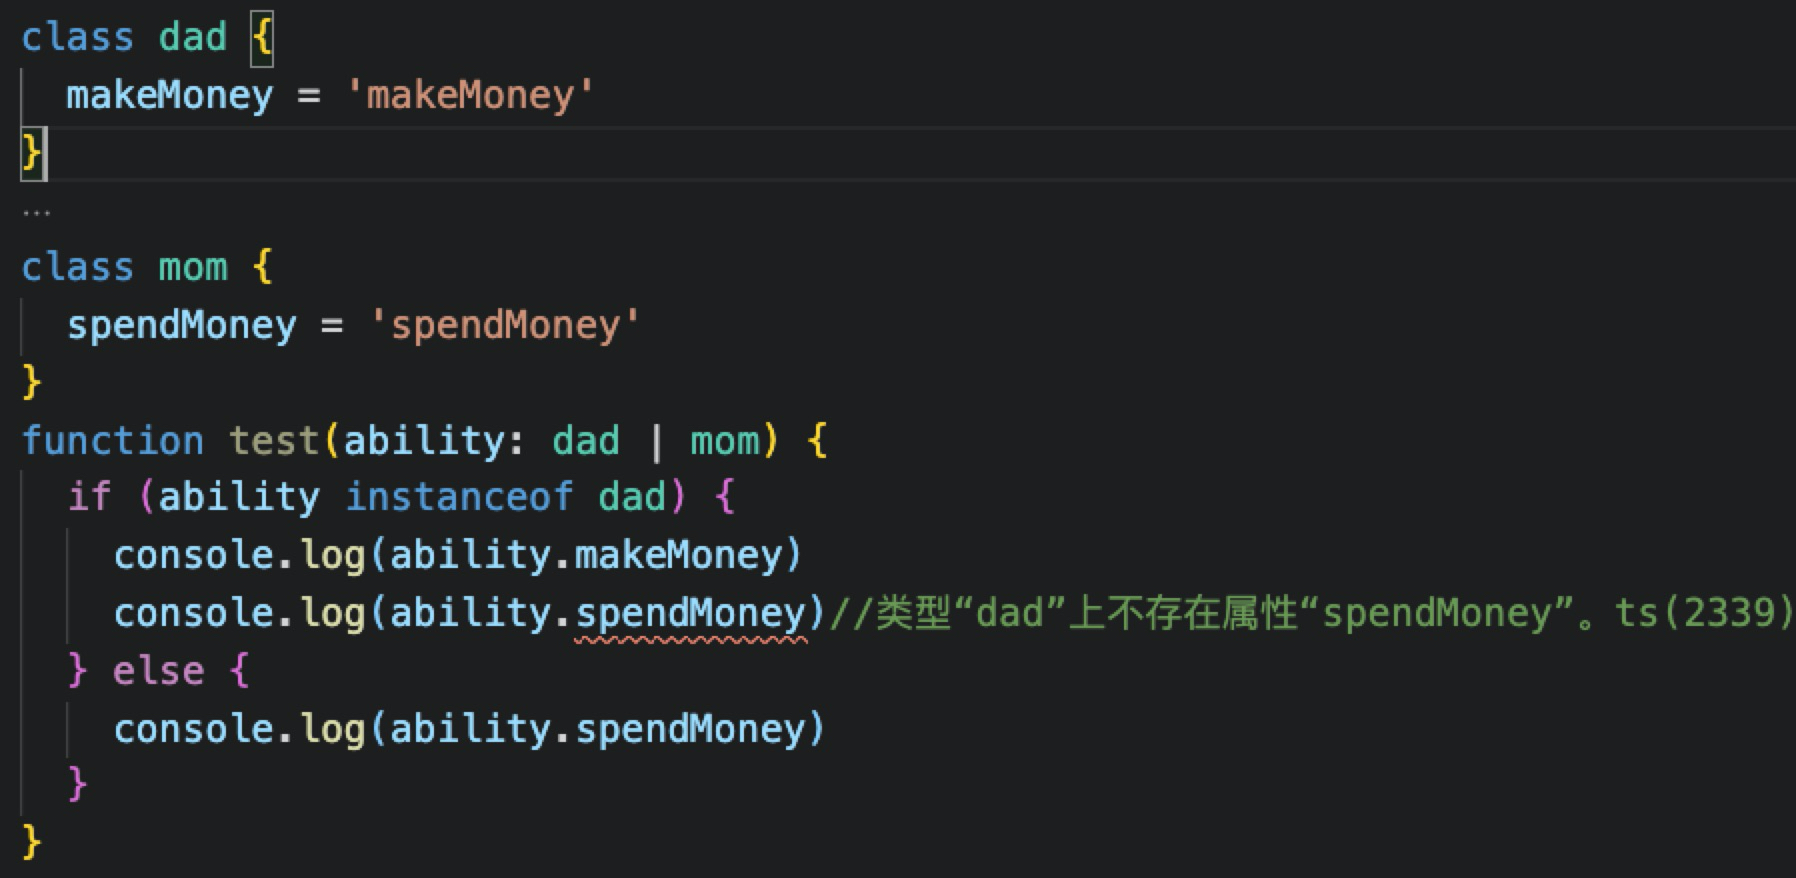 class dad {
  makeMoney = 'makeMoney'
}
...
class mom {
  spendMoney = 'spendMoney'
}
function test(ability: dad | mom) {
  if (ability instanceof dad) {
    console.log(ability.makeMoney)
    console.log(ability.spendMoney)//类型“dad”上不存在属性“spendMoney”。ts(2339)
  } else {
    console.log(ability.spendMoney)
  }
}